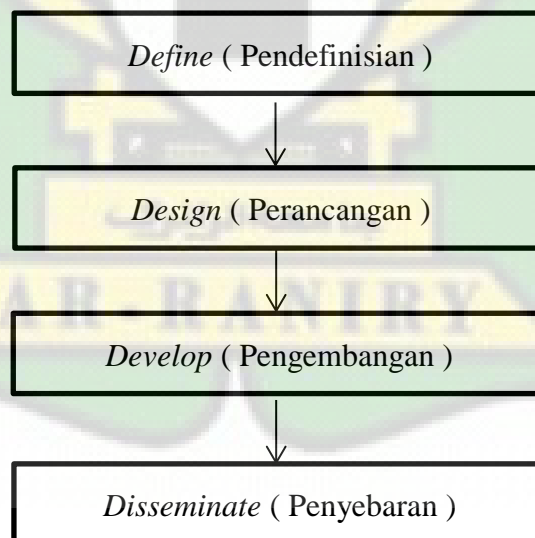 Define ( Pendefinisian )
Design ( Perancangan )
AR-RANIRY
Develop ( Pengembangan )
Disseminate ( Penyebaran )